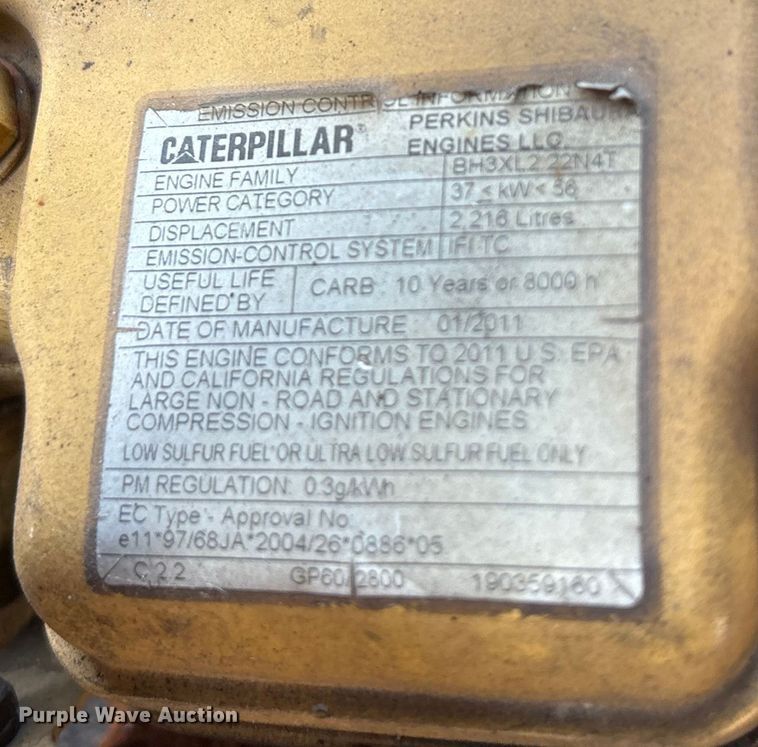 EMISSION CONTROL INFORMATION
CATERPILLAR® PERKINS SHIBAURA
ENGINES LLC.
ENGINE FAMILY BH3XL2.22N4T
POWER CATEGORY 37 ≤ kW < 56
DISPLACEMENT 2,216 Litres
EMISSION-CONTROL SYSTEM IFI TC
USEFUL LIFE
DEFINED BY CARB : 10 Years or 8000 h
DATE OF MANUFACTURE : 01/2011
THIS ENGINE CONFORMS TO 2011 U.S. EPA
AND CALIFORNIA REGULATIONS FOR
LARGE NON - ROAD AND STATIONARY
COMPRESSION - IGNITION ENGINES
LOW SULFUR FUEL OR ULTRA LOW SULFUR FUEL ONLY
PM REGULATION: 0.3g/kWh
EC Type - Approval No
e11*97/68JA*2004/26*0886*05
C 2.2 GP60/2800 190359160
Purple Wave Auction